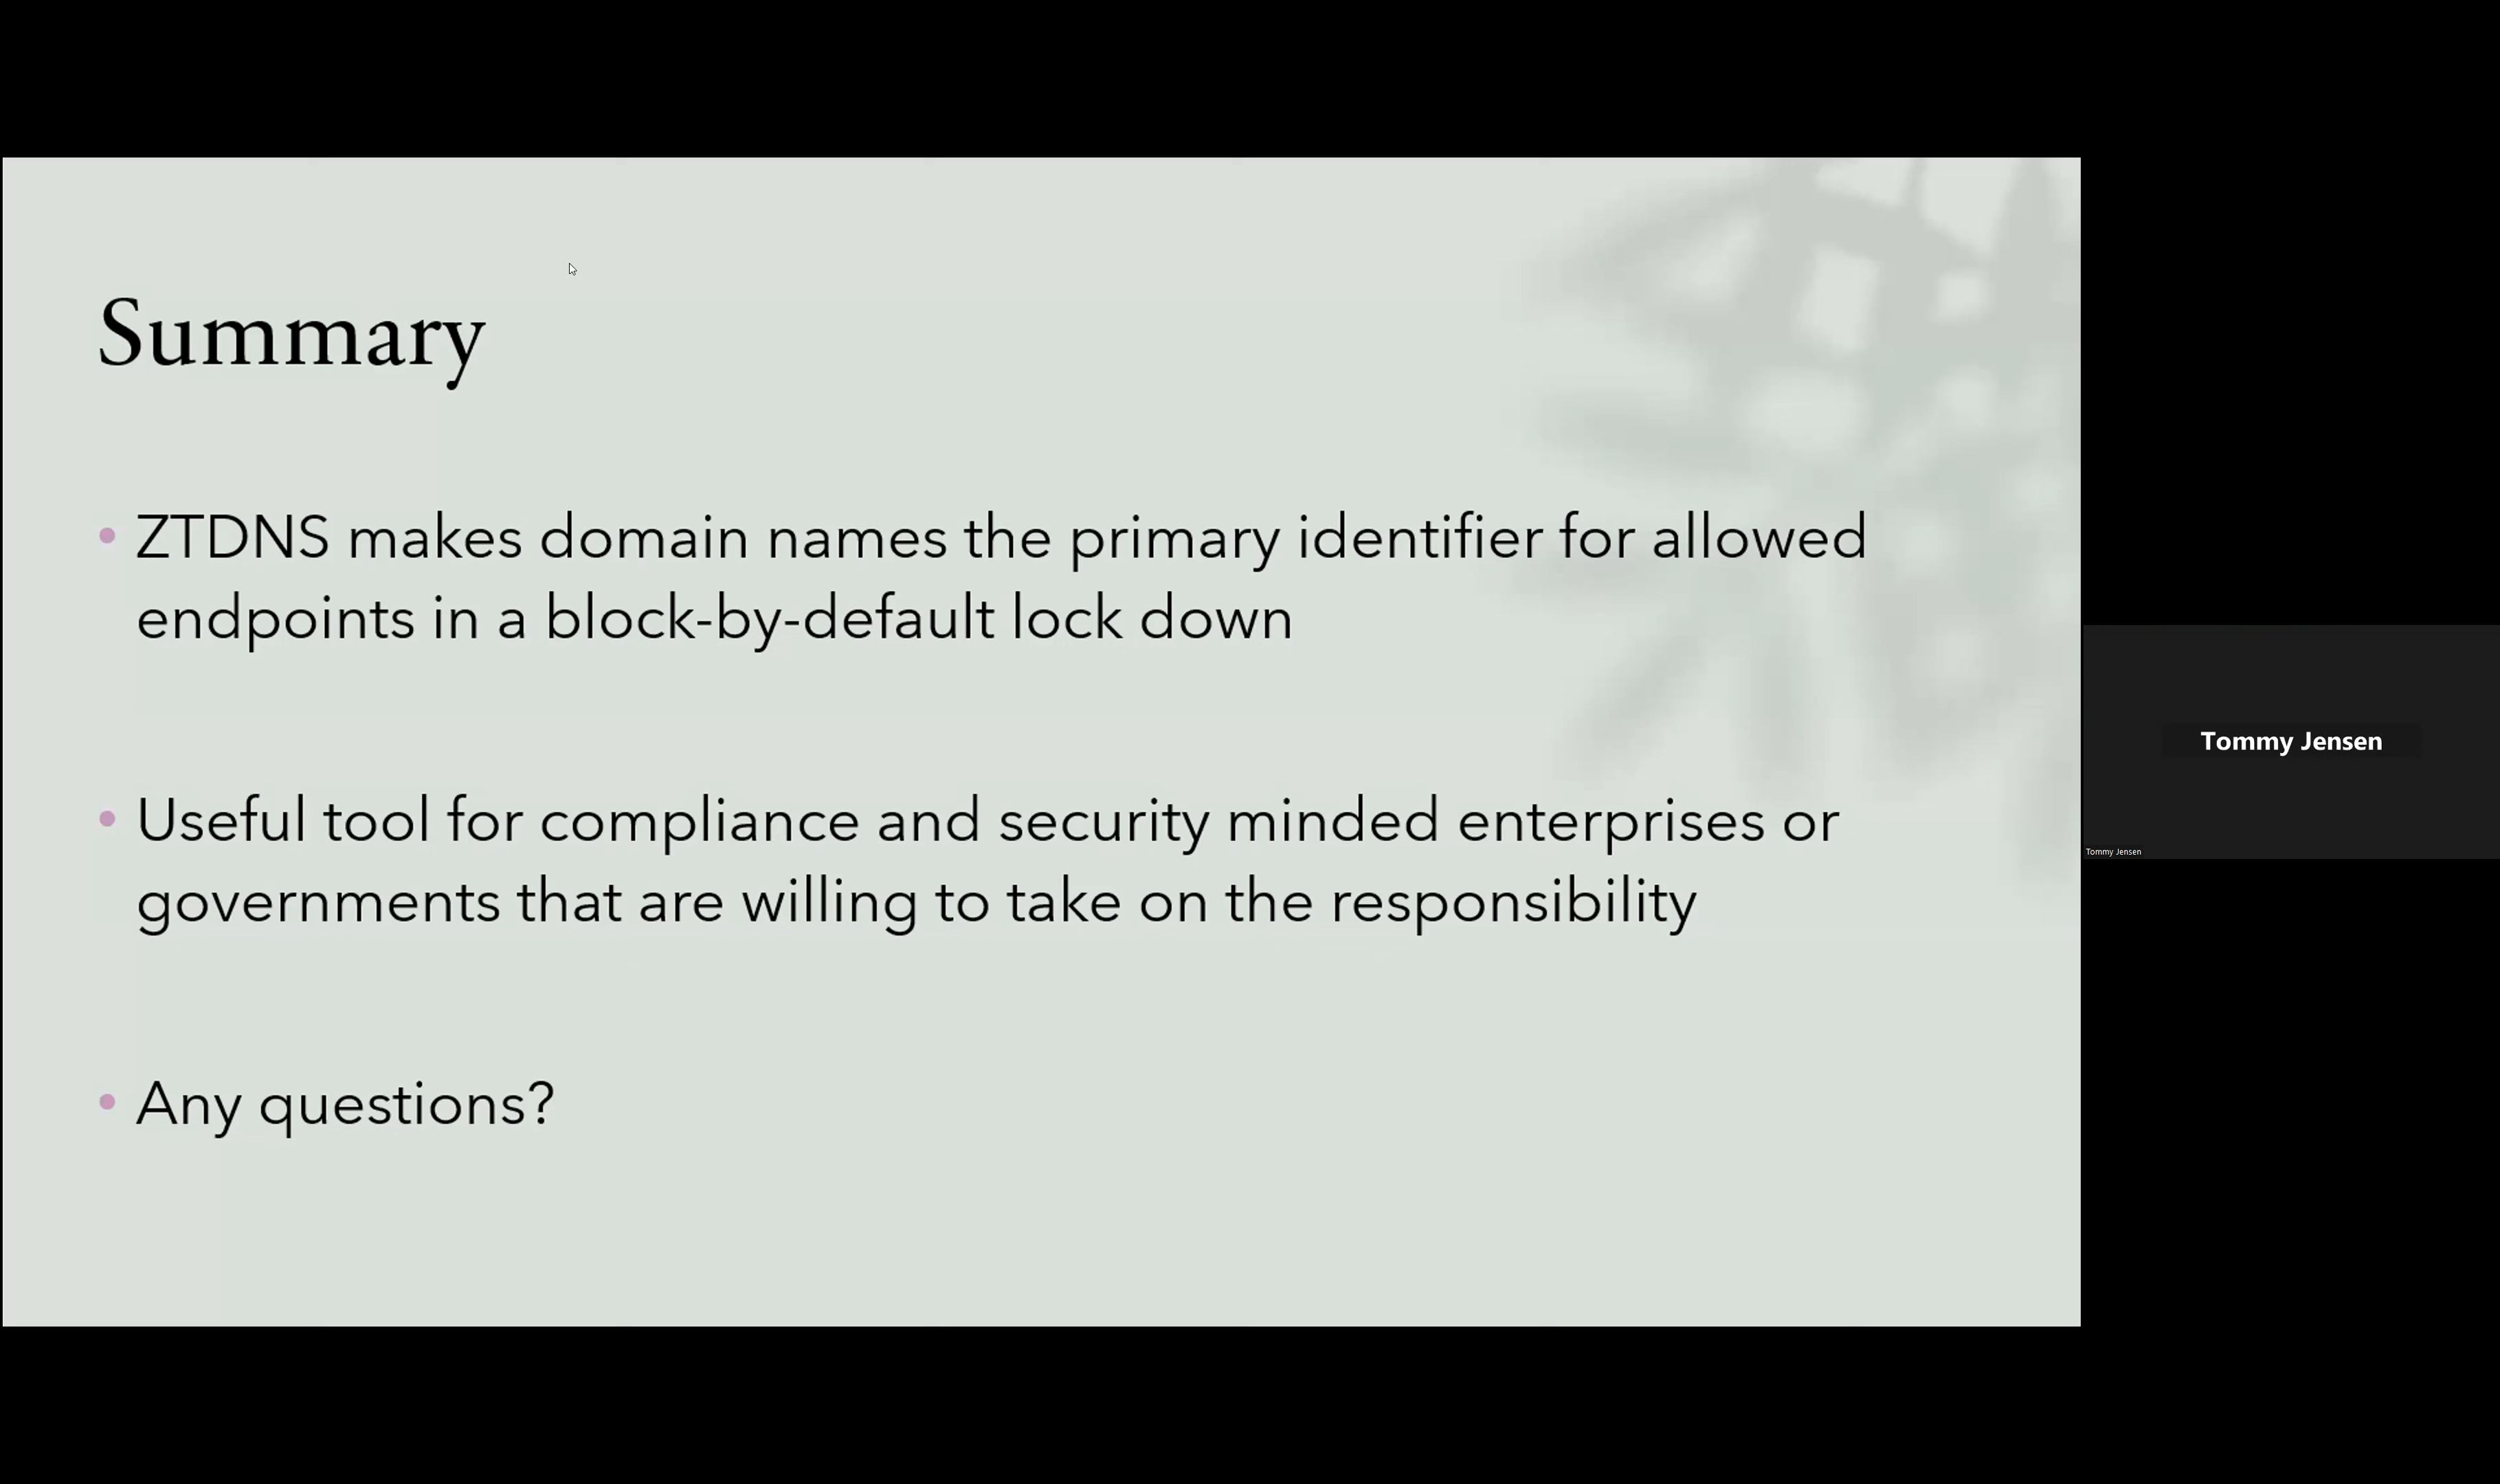 Summary
ZTDNS makes domain names the primary identifier for allowed
endpoints in a block-by-default lock down
Useful tool for compliance and security minded enterprises or
governments that are willing to take on the responsibility
Any questions?
Tommy Jensen
Tommy Jensen